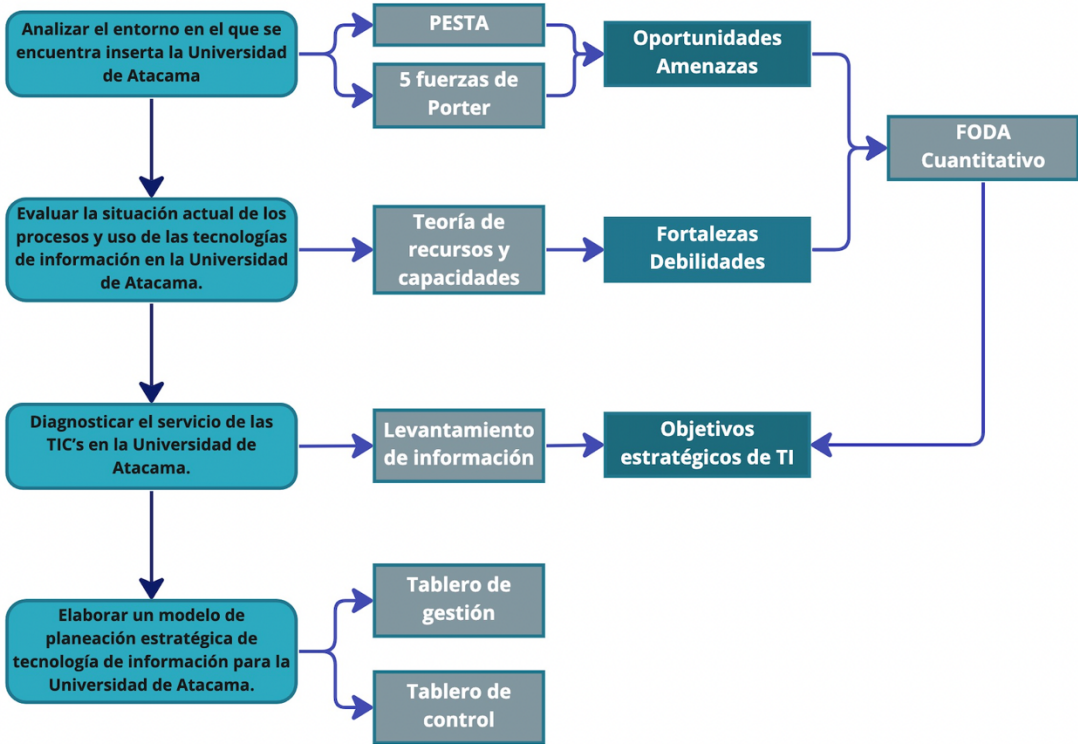 Analizar el entorno en el que se
encuentra inserta la Universidad
de Atacama
PESTA
5 fuerzas de
Porter
Oportunidades
Amenazas
FODA
Cuantitativo
Evaluar la situación actual de los
procesos y uso de las tecnologías
de información en la Universidad
de Atacama.
Teoría de
recursos y
capacidades
Fortalezas
Debilidades
Diagnosticar el servicio de las
TIC’s en la Universidad de
Atacama.
Levantamiento
de información
Objetivos
estratégicos de TI
Elaborar un modelo de
planeación estratégica de
tecnología de información para la
Universidad de Atacama.
Tablero de
gestión
Tablero de
control